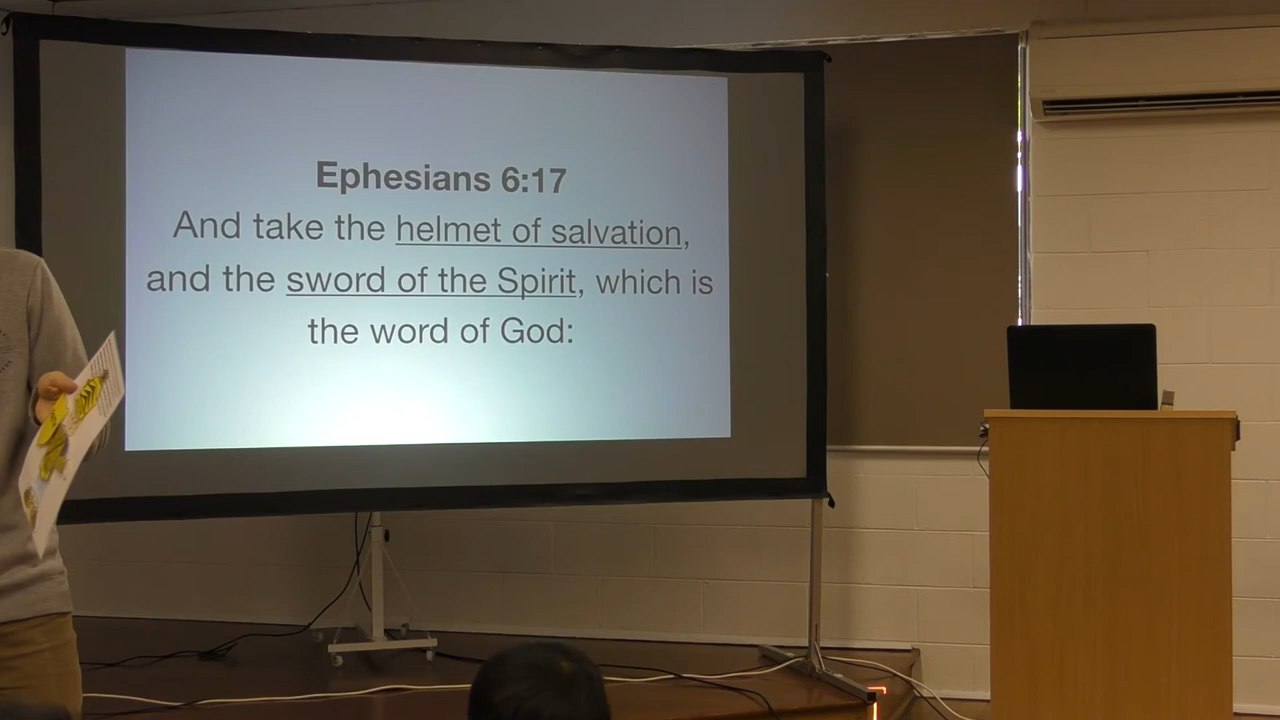 Ephesians 6:17
And take the helmet of salvation,
and the sword of the Spirit, which is
the word of God: